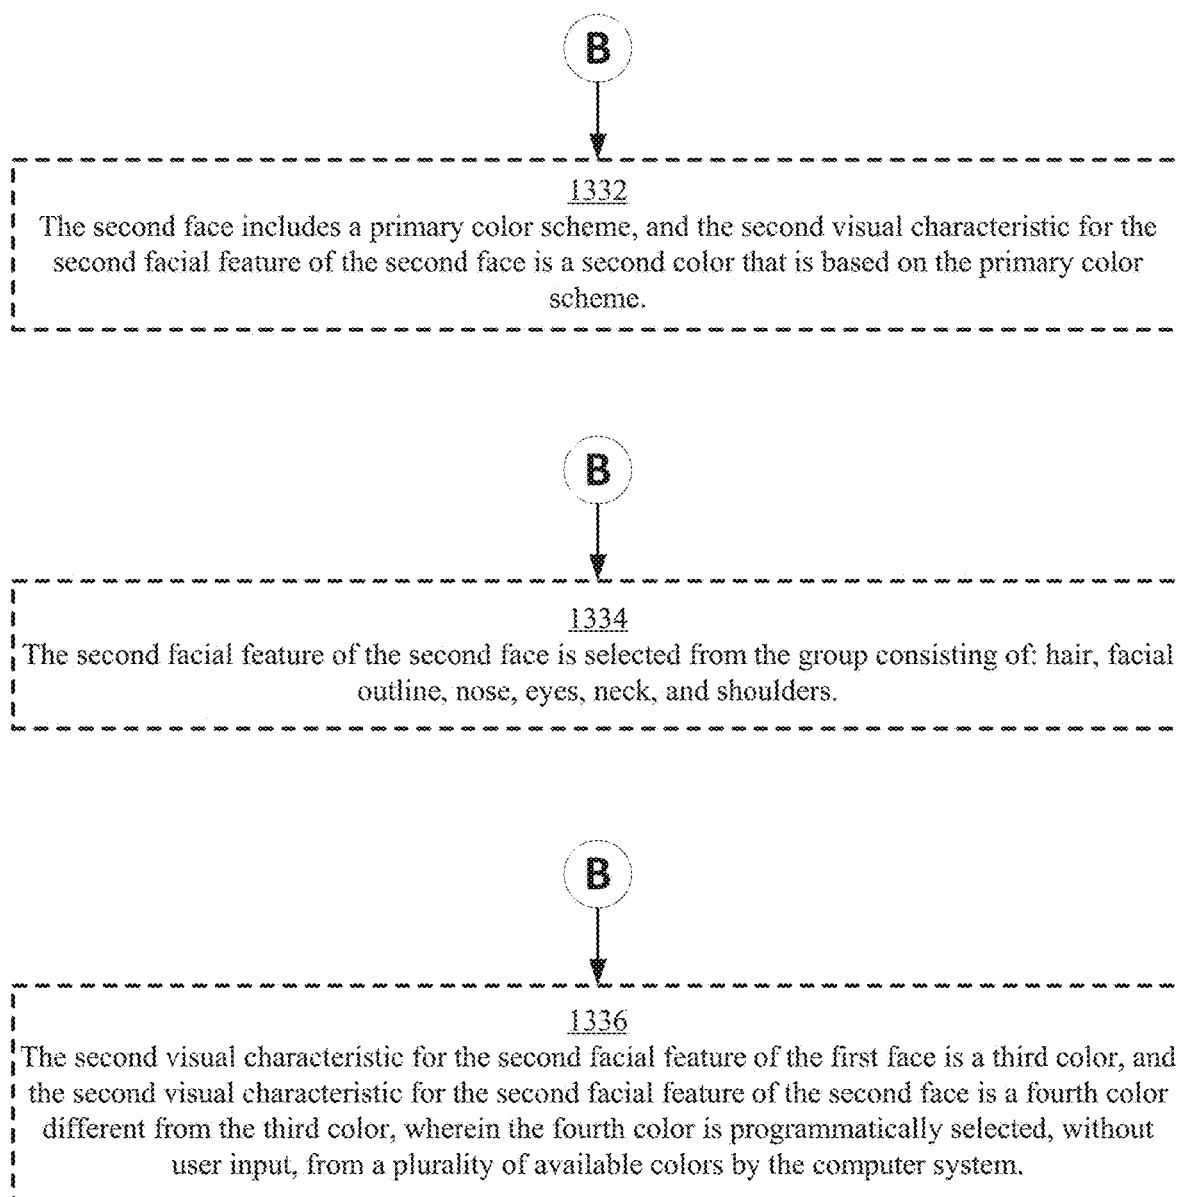 B
1332
The second face includes a primary color scheme, and the second visual characteristic for the
second facial feature of the second face is a second color that is based on the primary color
scheme.
B
1334
The second facial feature of the second face is selected from the group consisting of: hair, facial
outline, nose, eyes, neck, and shoulders.
B
1336
The second visual characteristic for the second facial feature of the first face is a third color, and
the second visual characteristic for the second facial feature of the second face is a fourth color
different from the third color, wherein the fourth color is programmatically selected, without
user input, from a plurality of available colors by the computer system.